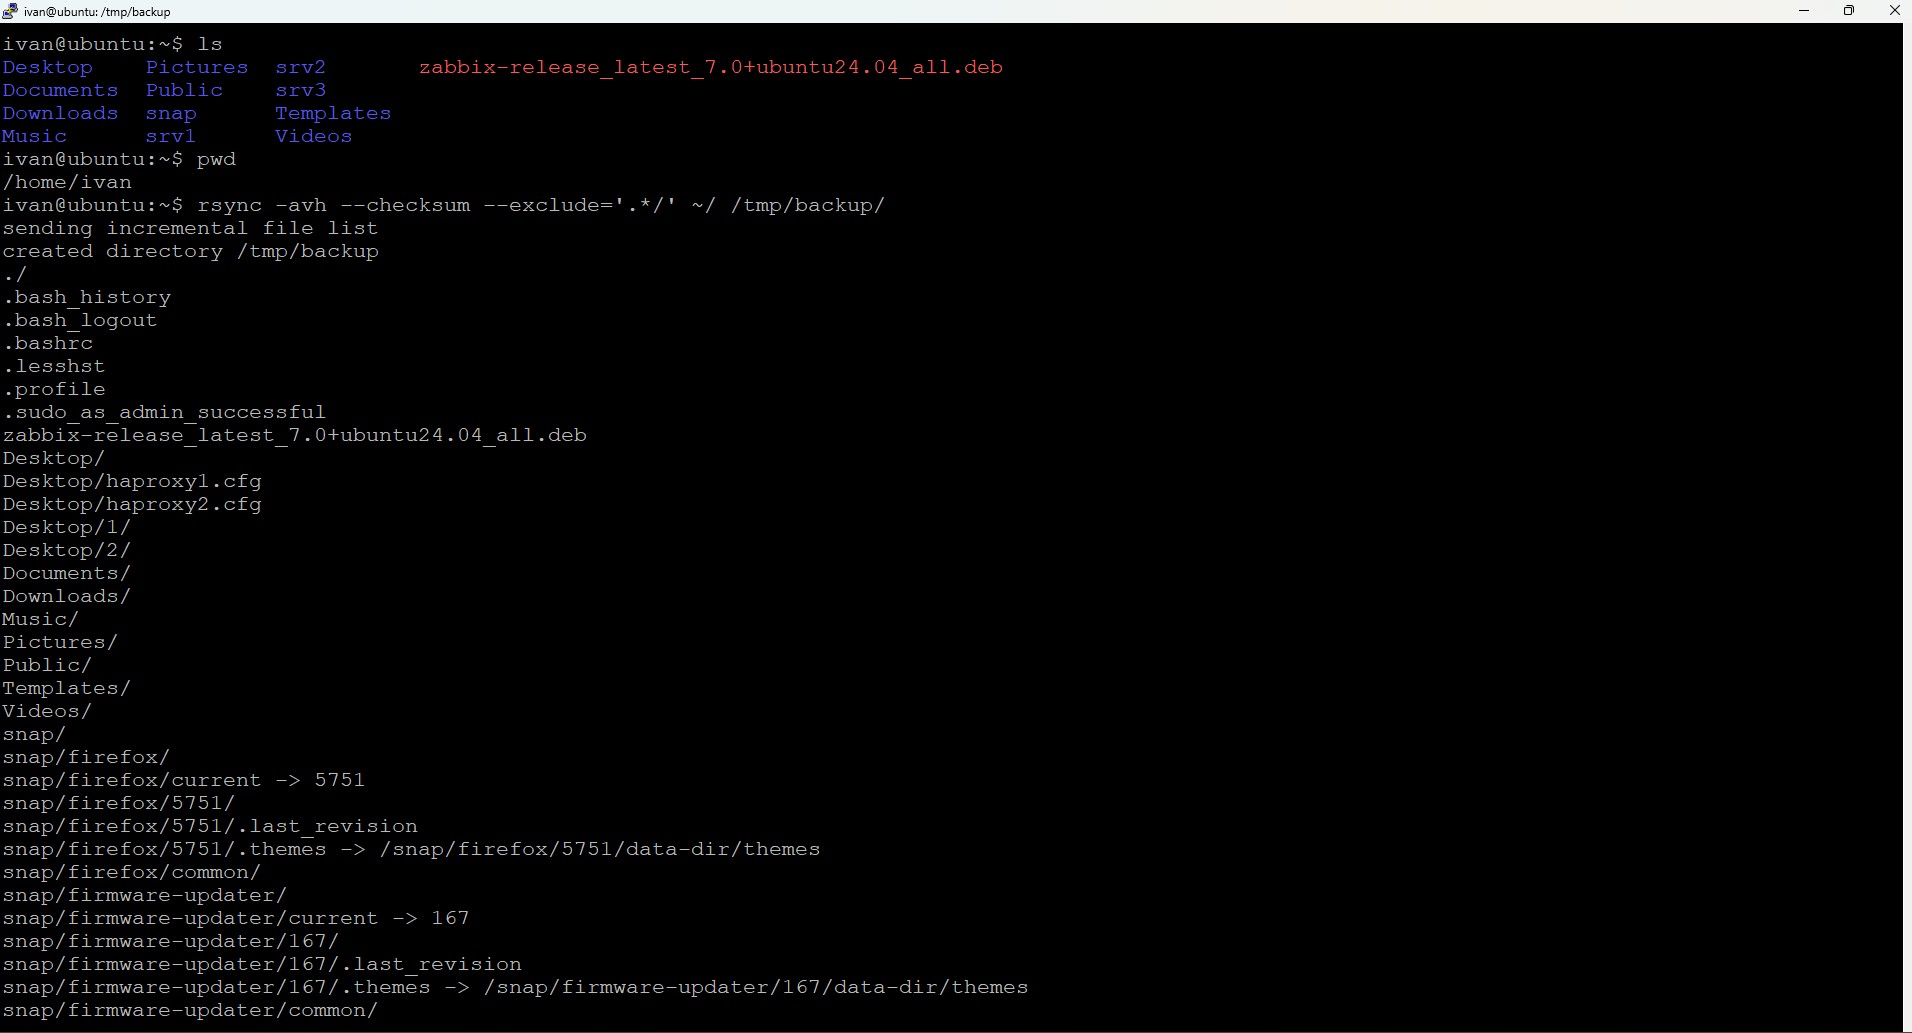 ivan@ubuntu: /tmp/backup
ivan@ubuntu:~$ ls
Desktop    Pictures  srv2       zabbix-release_latest_7.0+ubuntu24.04_all.deb
Documents  Public    srv3
Downloads  snap      Templates
Music      srv1      Videos
ivan@ubuntu:~$ pwd
/home/ivan
ivan@ubuntu:~$ rsync -avh --checksum --exclude='.*/' ~/ /tmp/backup/
sending incremental file list
created directory /tmp/backup
./
.bash_history
.bash_logout
.bashrc
.lesshst
.profile
.sudo_as_admin_successful
zabbix-release_latest_7.0+ubuntu24.04_all.deb
Desktop/
Desktop/haproxy1.cfg
Desktop/haproxy2.cfg
Desktop/1/
Desktop/2/
Documents/
Downloads/
Music/
Pictures/
Public/
Templates/
Videos/
snap/
snap/firefox/
snap/firefox/current -> 5751
snap/firefox/5751/
snap/firefox/5751/.last_revision
snap/firefox/5751/.themes -> /snap/firefox/5751/data-dir/themes
snap/firefox/common/
snap/firmware-updater/
snap/firmware-updater/current -> 167
snap/firmware-updater/167/
snap/firmware-updater/167/.last_revision
snap/firmware-updater/167/.themes -> /snap/firmware-updater/167/data-dir/themes
snap/firmware-updater/common/